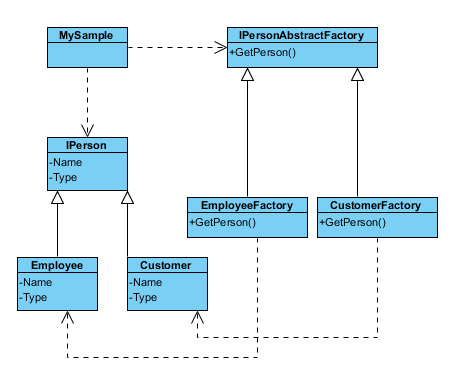 MySample
IPersonAbstractFactory
+GetPerson()
IPerson
-Name
-Type
EmployeeFactory
+GetPerson()
CustomerFactory
+GetPerson()
Employee
-Name
-Type
Customer
-Name
-Type